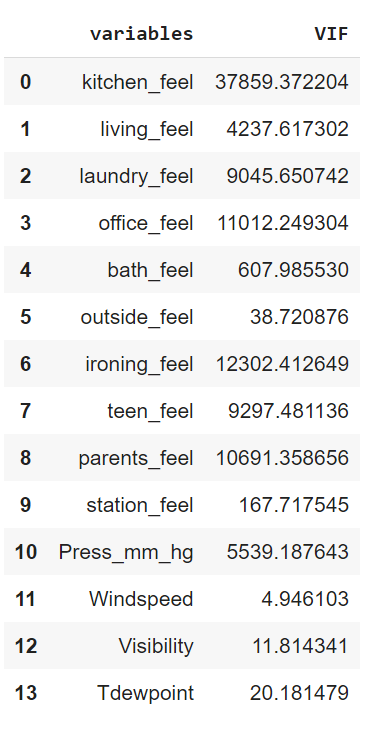 variables VIF
0 kitchen_feel 37859.372204
1 living_feel 4237.617302
2 laundry_feel 9045.650742
3 office_feel 11012.249304
4 bath_feel 607.985530
5 outside_feel 38.720876
6 ironing_feel 12302.412649
7 teen_feel 9297.481136
8 parents_feel 10691.358656
9 station_feel 167.717545
10 Press_mm_hg 5539.187643
11 Windspeed 4.946103
12 Visibility 11.814341
13 Tdewpoint 20.181479